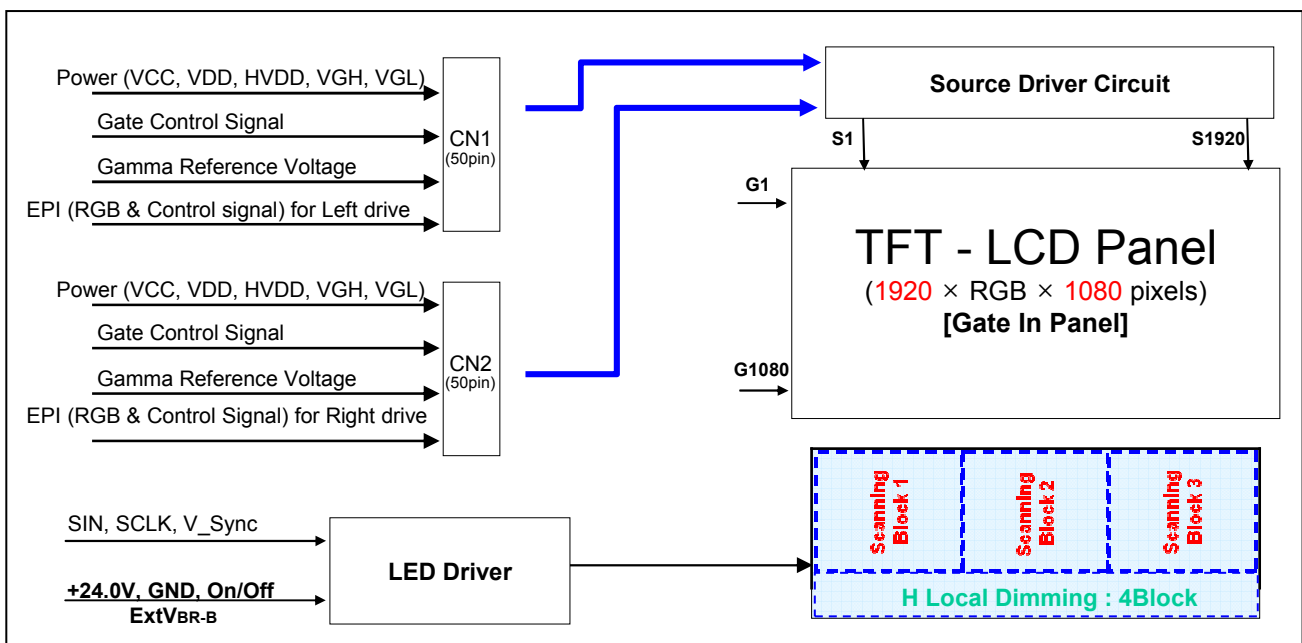 Power (VCC, VDD, HVDD, VGH, VGL)
Gate Control Signal
Gamma Reference Voltage
EPI (RGB & Control signal) for Left drive
CN1
(50pin)
Source Driver Circuit
S1
S1920
G1
G1080
TFT - LCD Panel
(1920 × RGB × 1080 pixels)
[Gate In Panel]
Power (VCC, VDD, HVDD, VGH, VGL)
Gate Control Signal
Gamma Reference Voltage
EPI (RGB & Control Signal) for Right drive
CN2
(50pin)
SIN, SCLK, V_Sync
+24.0V, GND, On/Off
ExtVBR-B
LED Driver
Scanning
Block 1
Scanning
Block 2
Scanning
Block 3
H Local Dimming : 4Block